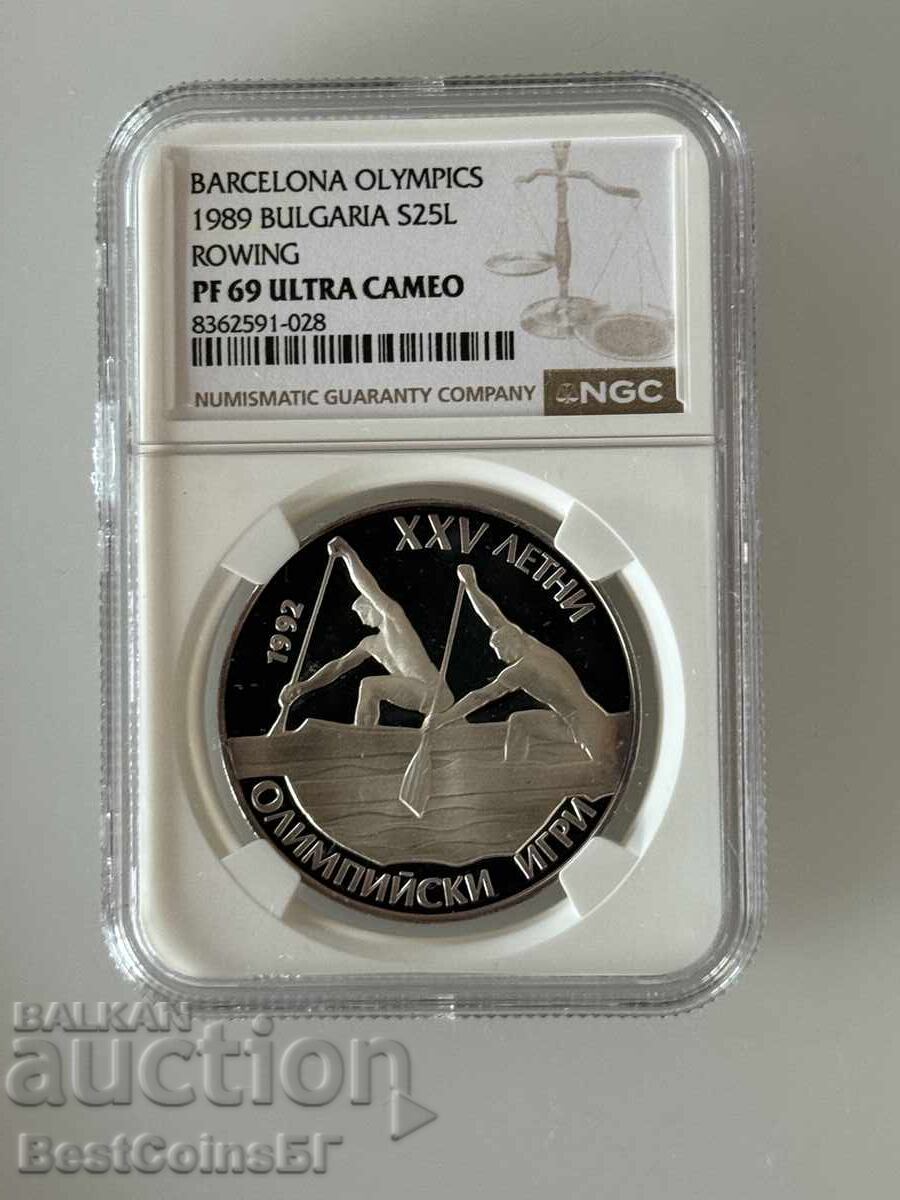 BARCELONA OLYMPICS
1989 BULGARIA S25L
ROWING
PF 69 ULTRA CAMEO
8362591-028
NUMISMATIC GUARANTY COMPANY
NGC
XXV ЛЕТНИ
1992
ОЛИМПИЙСКИ ИГРИ
BALKAN
auction
BestCoinsБГ